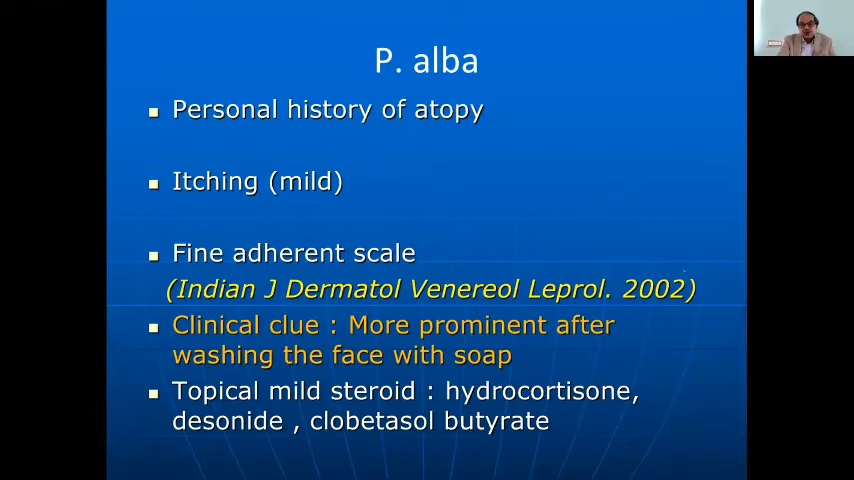 P. alba
Personal history of atopy
Itching (mild)
Fine adherent scale
(Indian J Dermatol Venereol Leprol. 2002)
Clinical clue : More prominent after
washing the face with soap
Topical mild steroid : hydrocortisone,
desonide , clobetasol butyrate